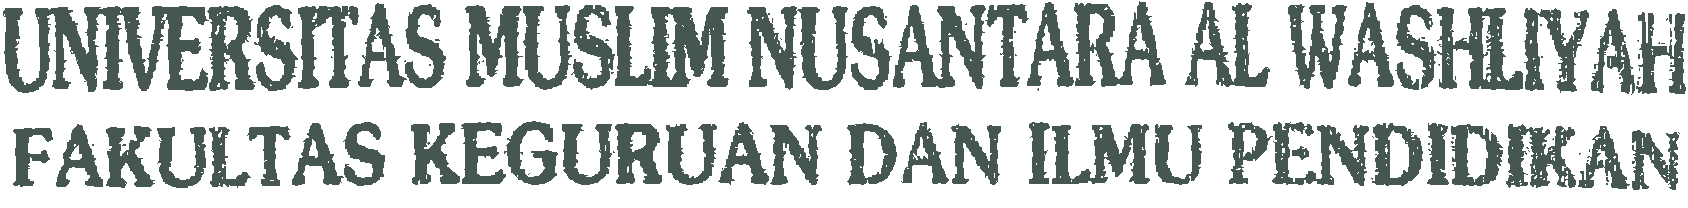 UNIVERSITAS MUSLIM NUSANTARA AL WASHLIYAH
FAKULTAS KEGURUAN DAN ILMU PENDIDIKAN